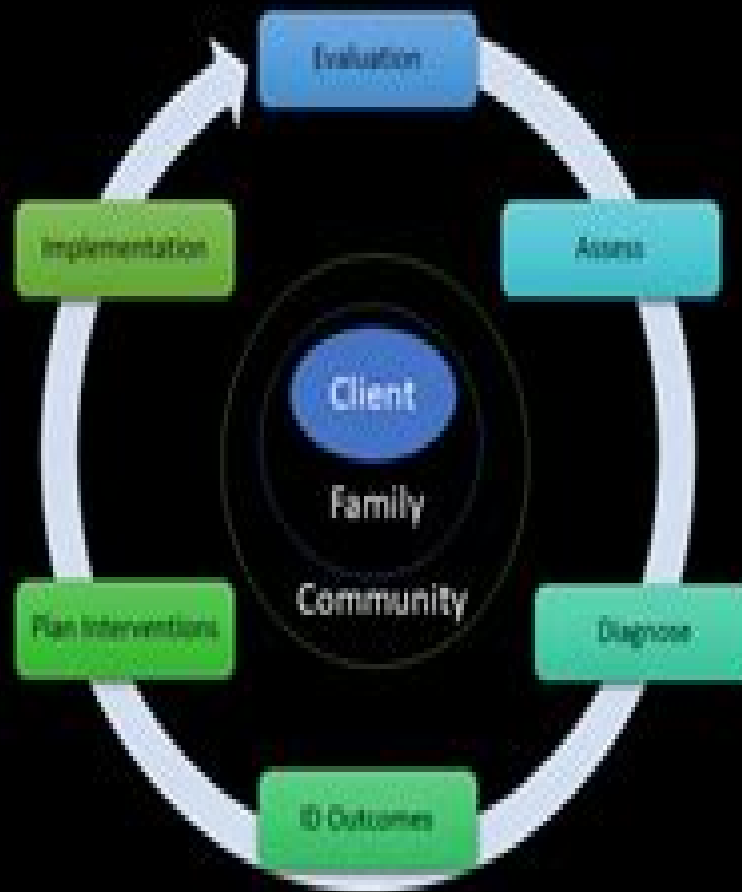 Evaluation
Assess
Implementation
Client
Family
Community
Plan Interventions
Diagnose
ID Outcomes